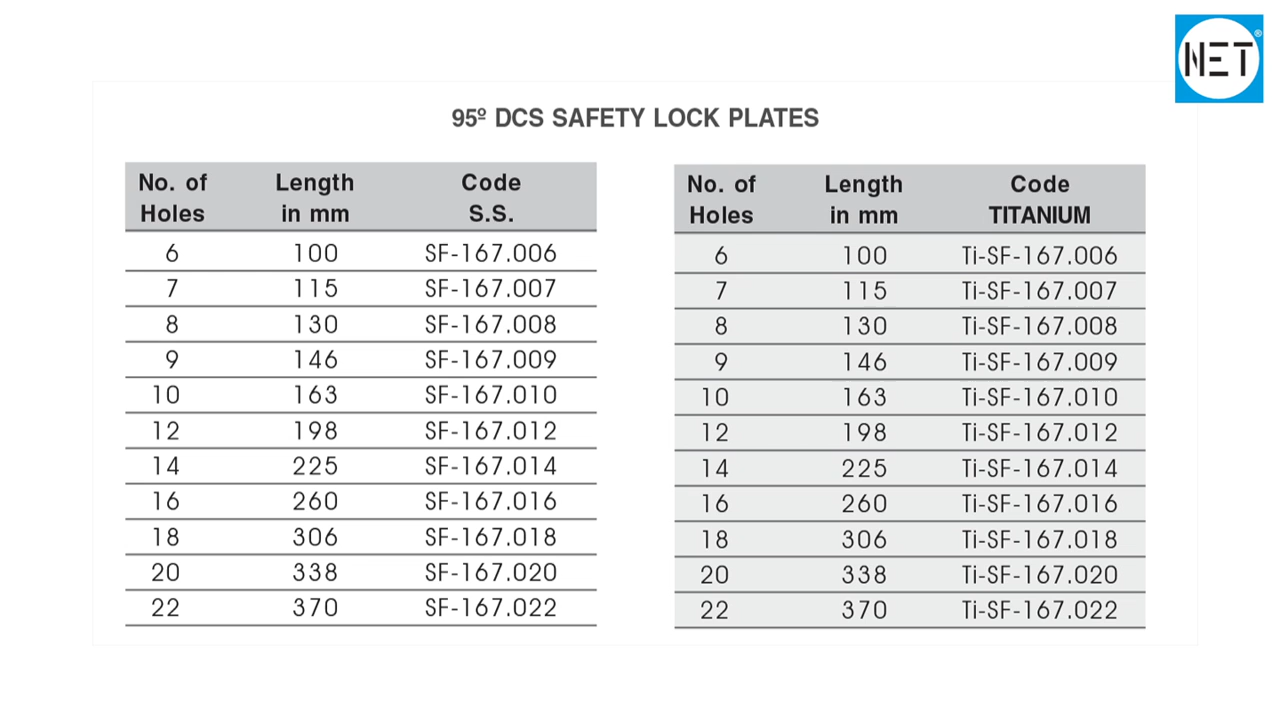 NET®
95º DCS SAFETY LOCK PLATES
No. of Holes Length in mm Code S.S.
6 100 SF-167.006
7 115 SF-167.007
8 130 SF-167.008
9 146 SF-167.009
10 163 SF-167.010
12 198 SF-167.012
14 225 SF-167.014
16 260 SF-167.016
18 306 SF-167.018
20 338 SF-167.020
22 370 SF-167.022
No. of Holes Length in mm Code TITANIUM
6 100 Ti-SF-167.006
7 115 Ti-SF-167.007
8 130 Ti-SF-167.008
9 146 Ti-SF-167.009
10 163 Ti-SF-167.010
12 198 Ti-SF-167.012
14 225 Ti-SF-167.014
16 260 Ti-SF-167.016
18 306 Ti-SF-167.018
20 338 Ti-SF-167.020
22 370 Ti-SF-167.022